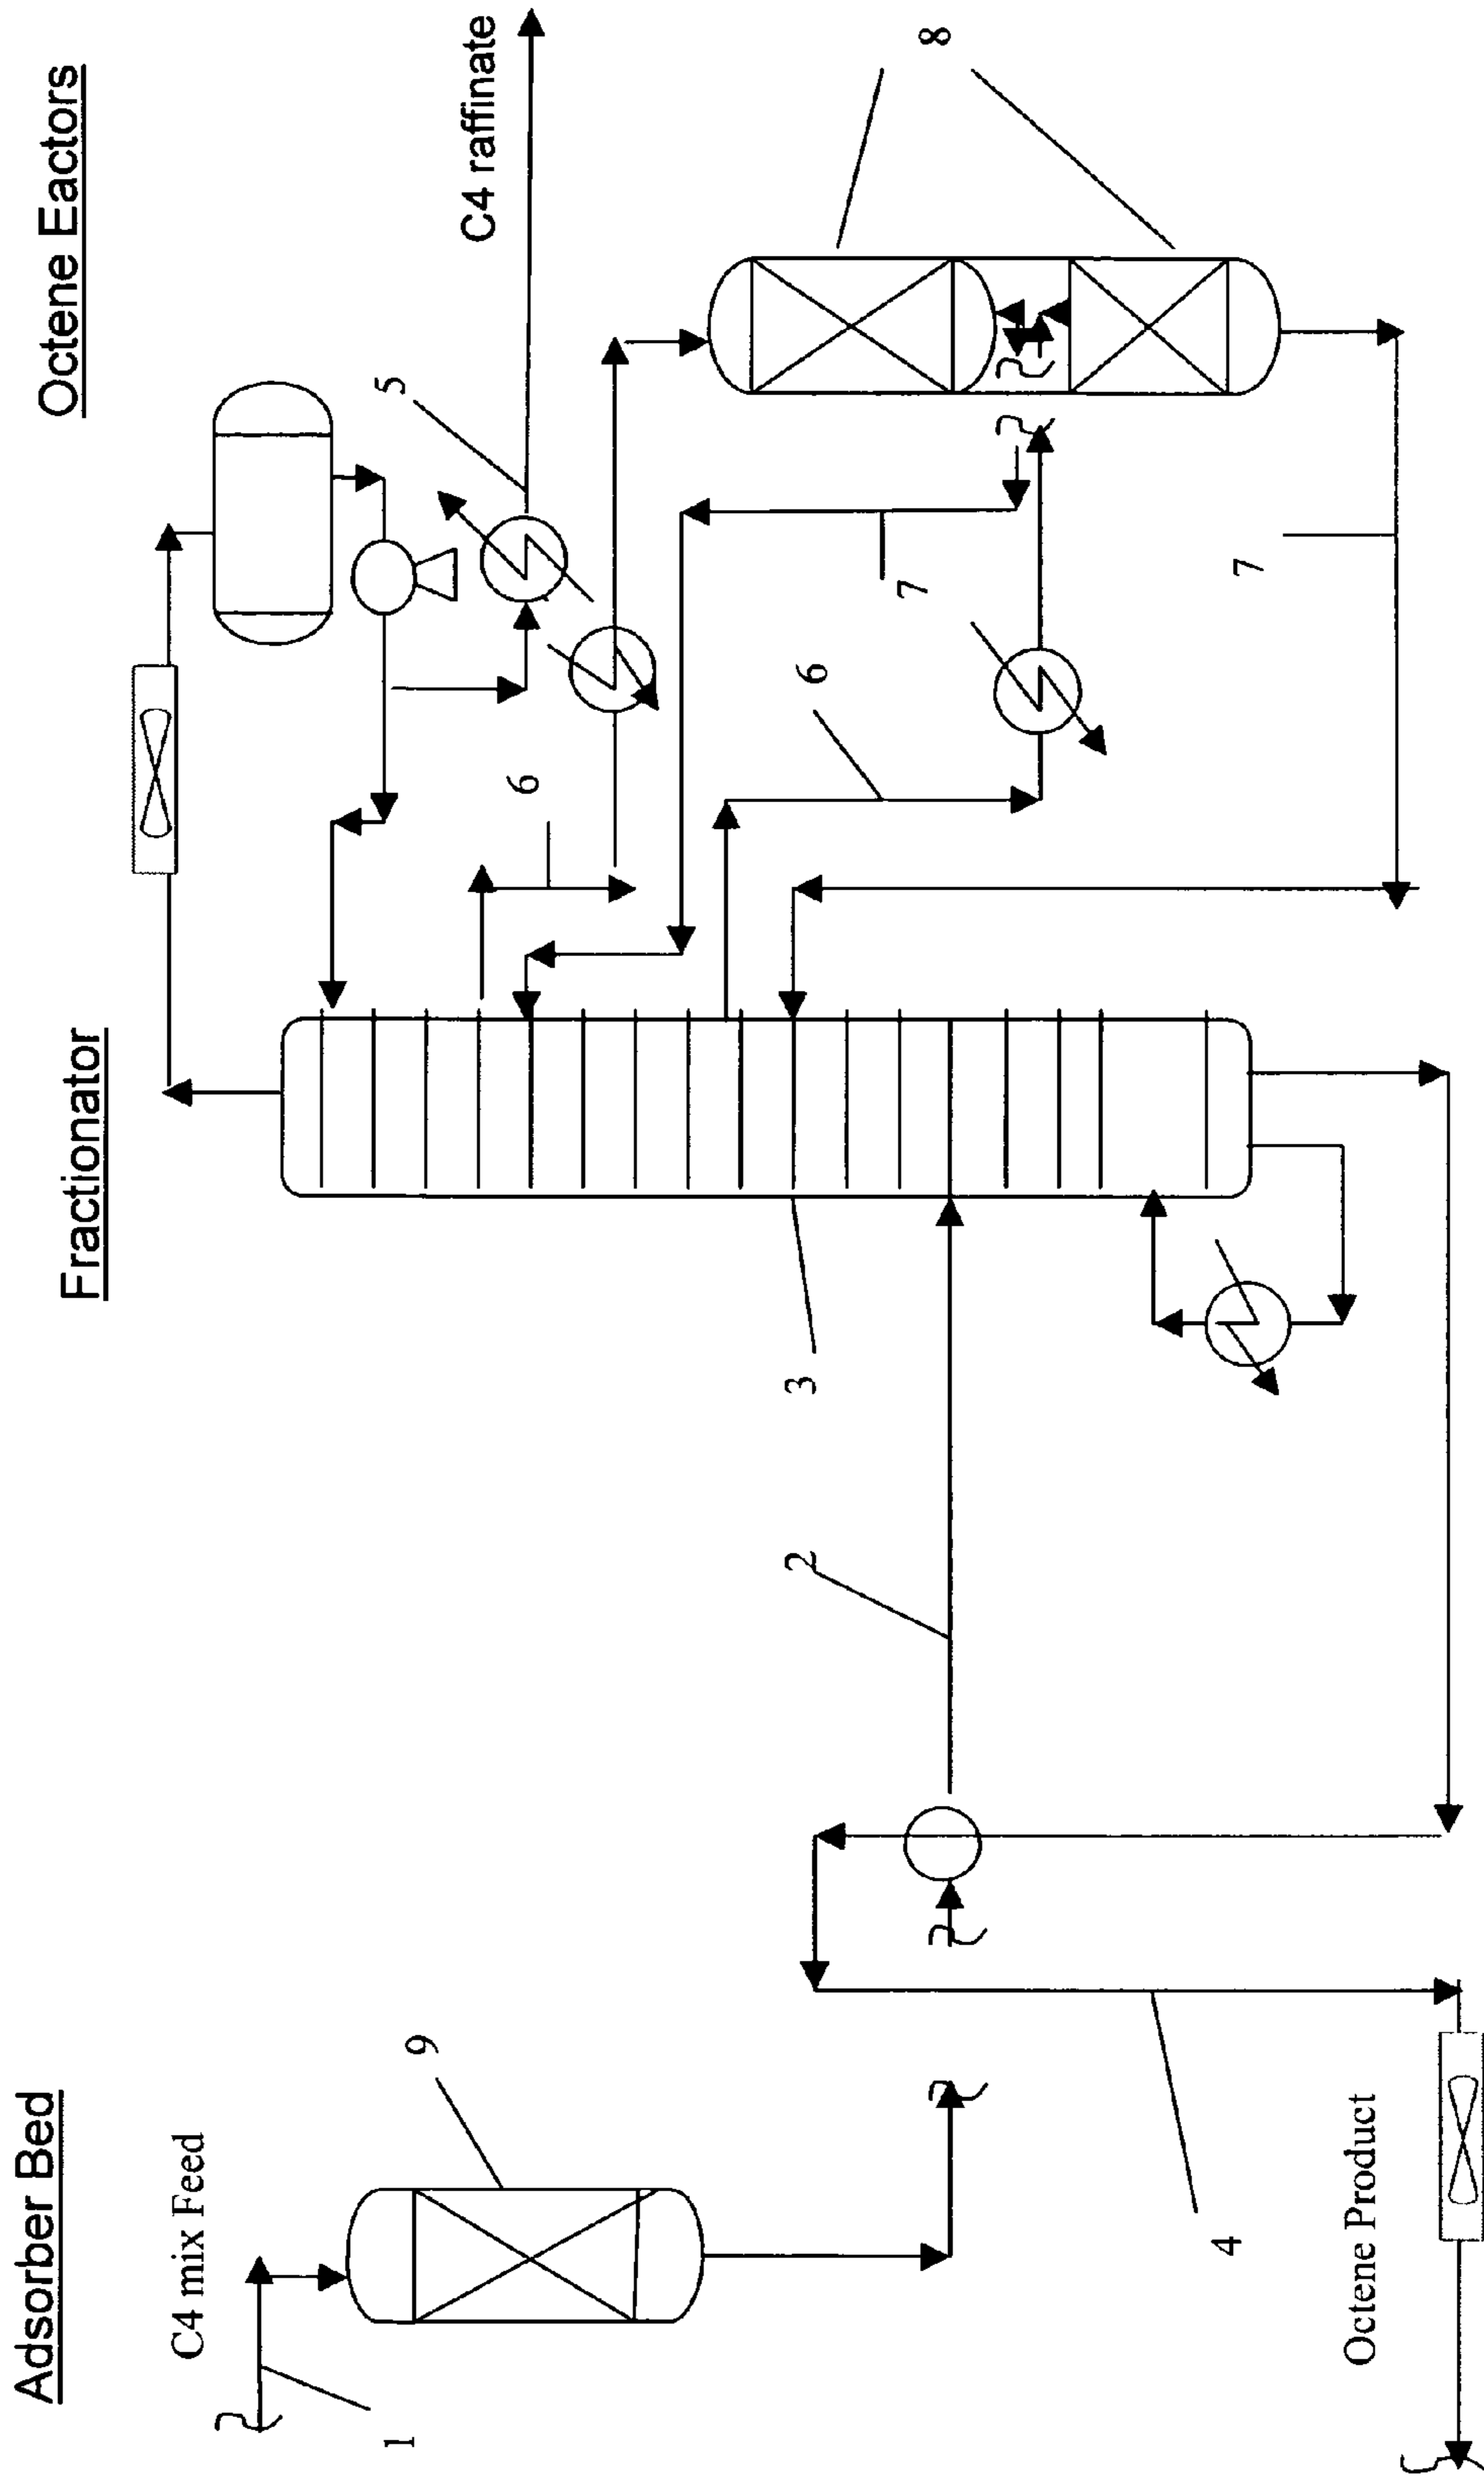 Adsorber Bed
Fractionator
Octene Eactors
C4 mix Feed
C4 raffinate
Octene Product
1
9
2
4
3
6
6
5
7
7
8